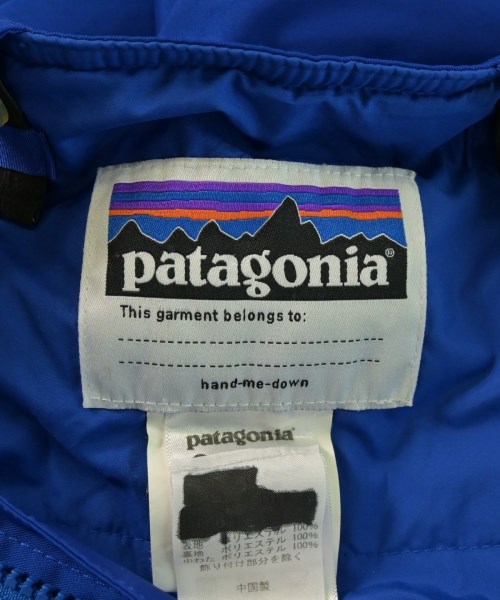 patagonia®
This garment belongs to:
hand-me-down
patagonia®
表地 ポリエステル 100%
裏地 ポリエステル 100%
中わた ポリエステル 100%
飾り付け部分を除く
中国製